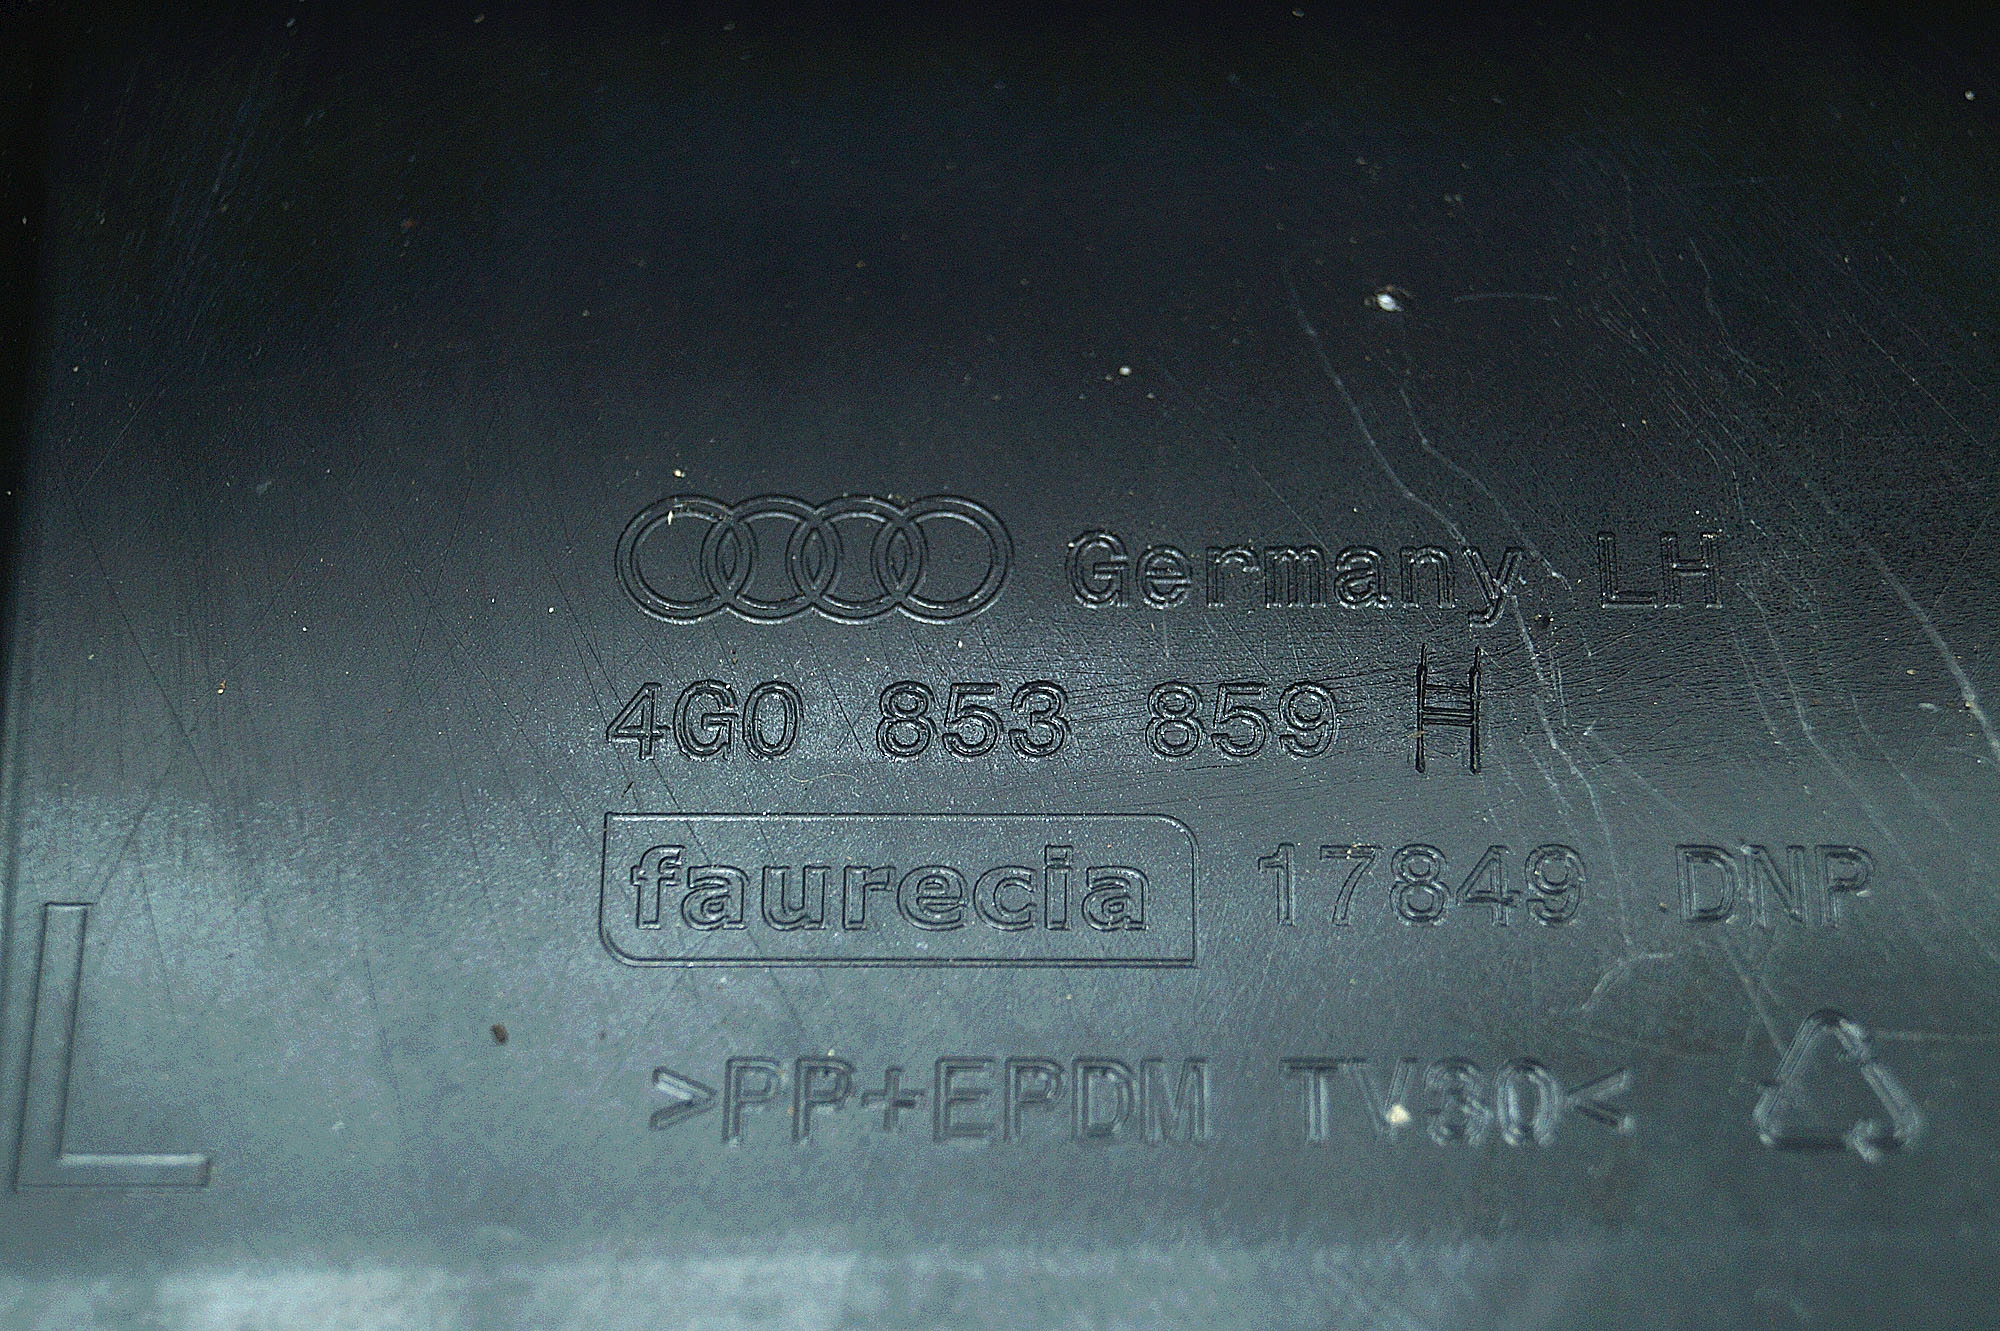 Germany LH
4G0 853 859 H
faurecia 17849 DNP
L
>PP+EPDM TV30<